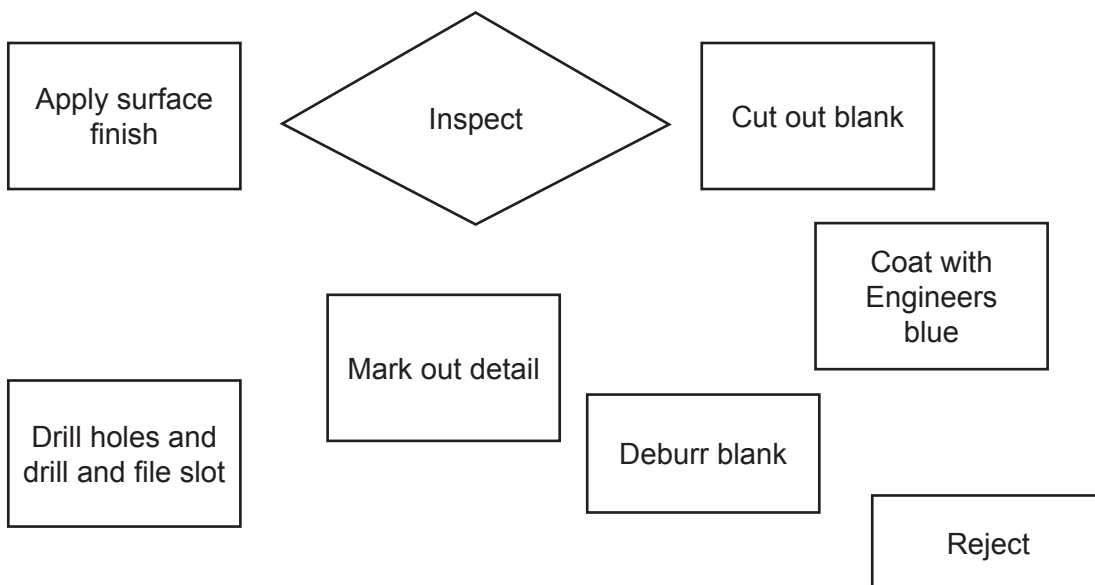 Apply surface
finish
Inspect
Cut out blank
Coat with
Engineers
blue
Mark out detail
Drill holes and
drill and file slot
Deburr blank
Reject